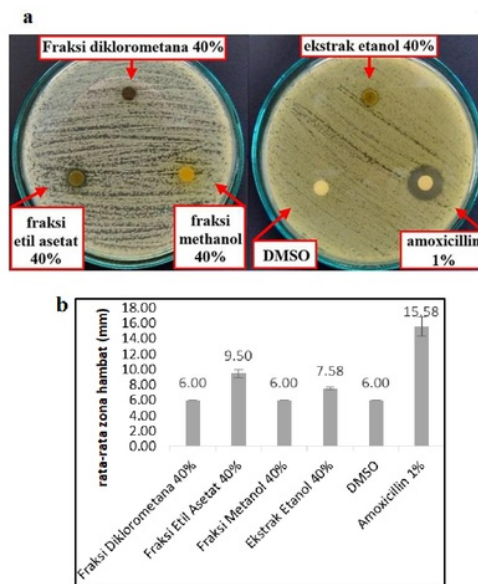 a
Fraksi diklorometana 40%
ekstrak etanol 40%
fraksi
etil asetat
40%
fraksi
methanol
40%
DMSO
amoxicillin
1%
b
rata-rata zona hambat (mm)
18.00
16.00
14.00
12.00
10.00
8.00
6.00
4.00
2.00
0.00
6.00
9.50
6.00
7.58
6.00
15,58
Fraksi Diklorometana 40%
Fraksi Etil Asetat 40%
Fraksi Metanol 40%
Ekstrak Etanol 40%
DMSO
Amoxicillin 1%